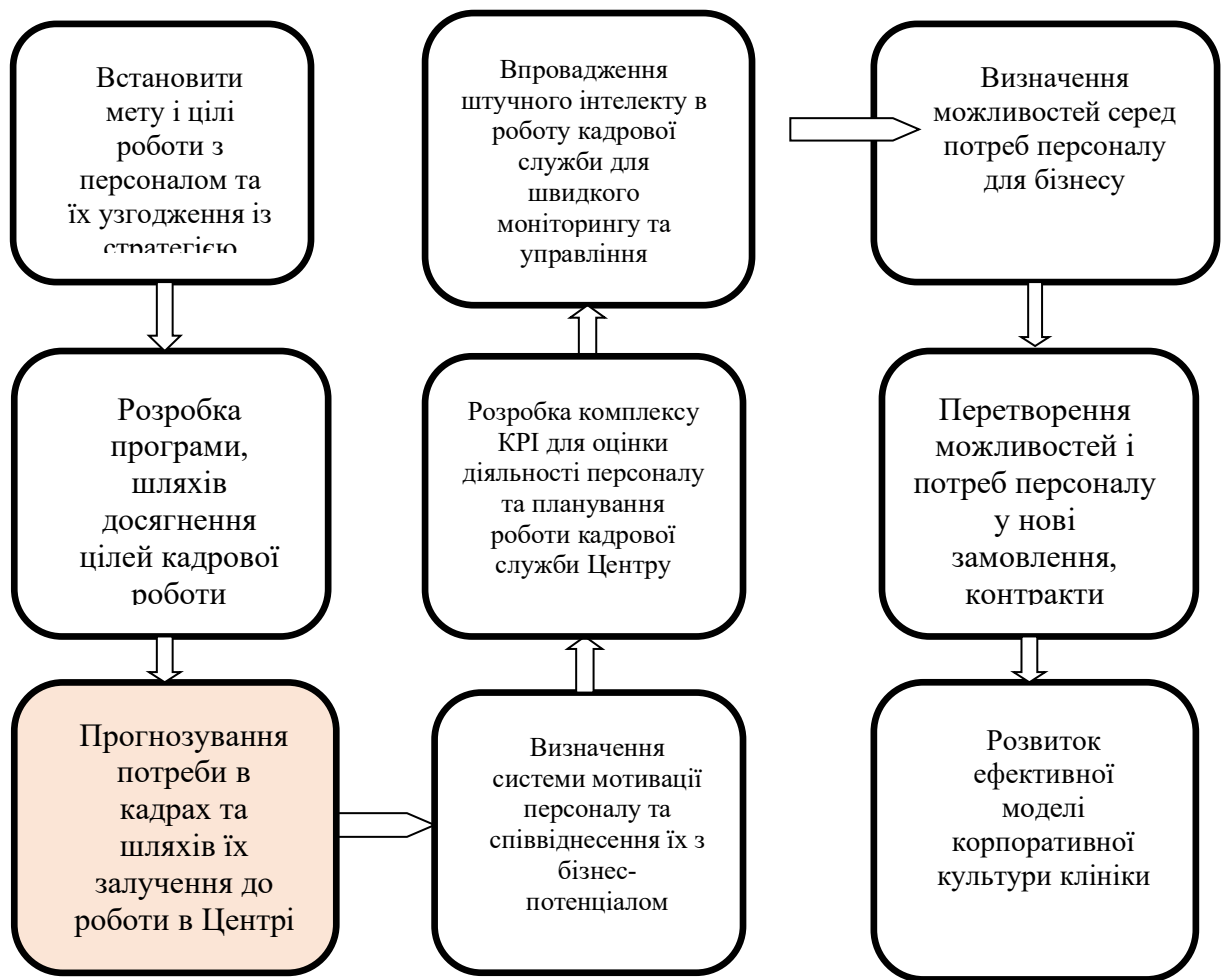 Встановити
мету і цілі
роботи з
персоналом та
їх узгодження із
стратегією
Розробка
програми,
шляхів
досягнення
цілей кадрової
роботи
Прогнозування
потреби в
кадрах та
шляхів їх
залучення до
роботи в Центрі
Визначення
системи мотивації
персоналу та
співвіднесення їх з
бізнес-
потенціалом
Розробка комплексу
KPI для оцінки
діяльності персоналу
та планування
роботи кадрової
служби Центру
Впровадження
штучного інтелекту в
роботу кадрової
служби для
швидкого
моніторингу та
управління
Визначення
можливостей серед
потреб персоналу
для бізнесу
Перетворення
можливостей і
потреб персоналу
у нові
замовлення,
контракти
Розвиток
ефективної
моделі
корпоративної
культури клініки